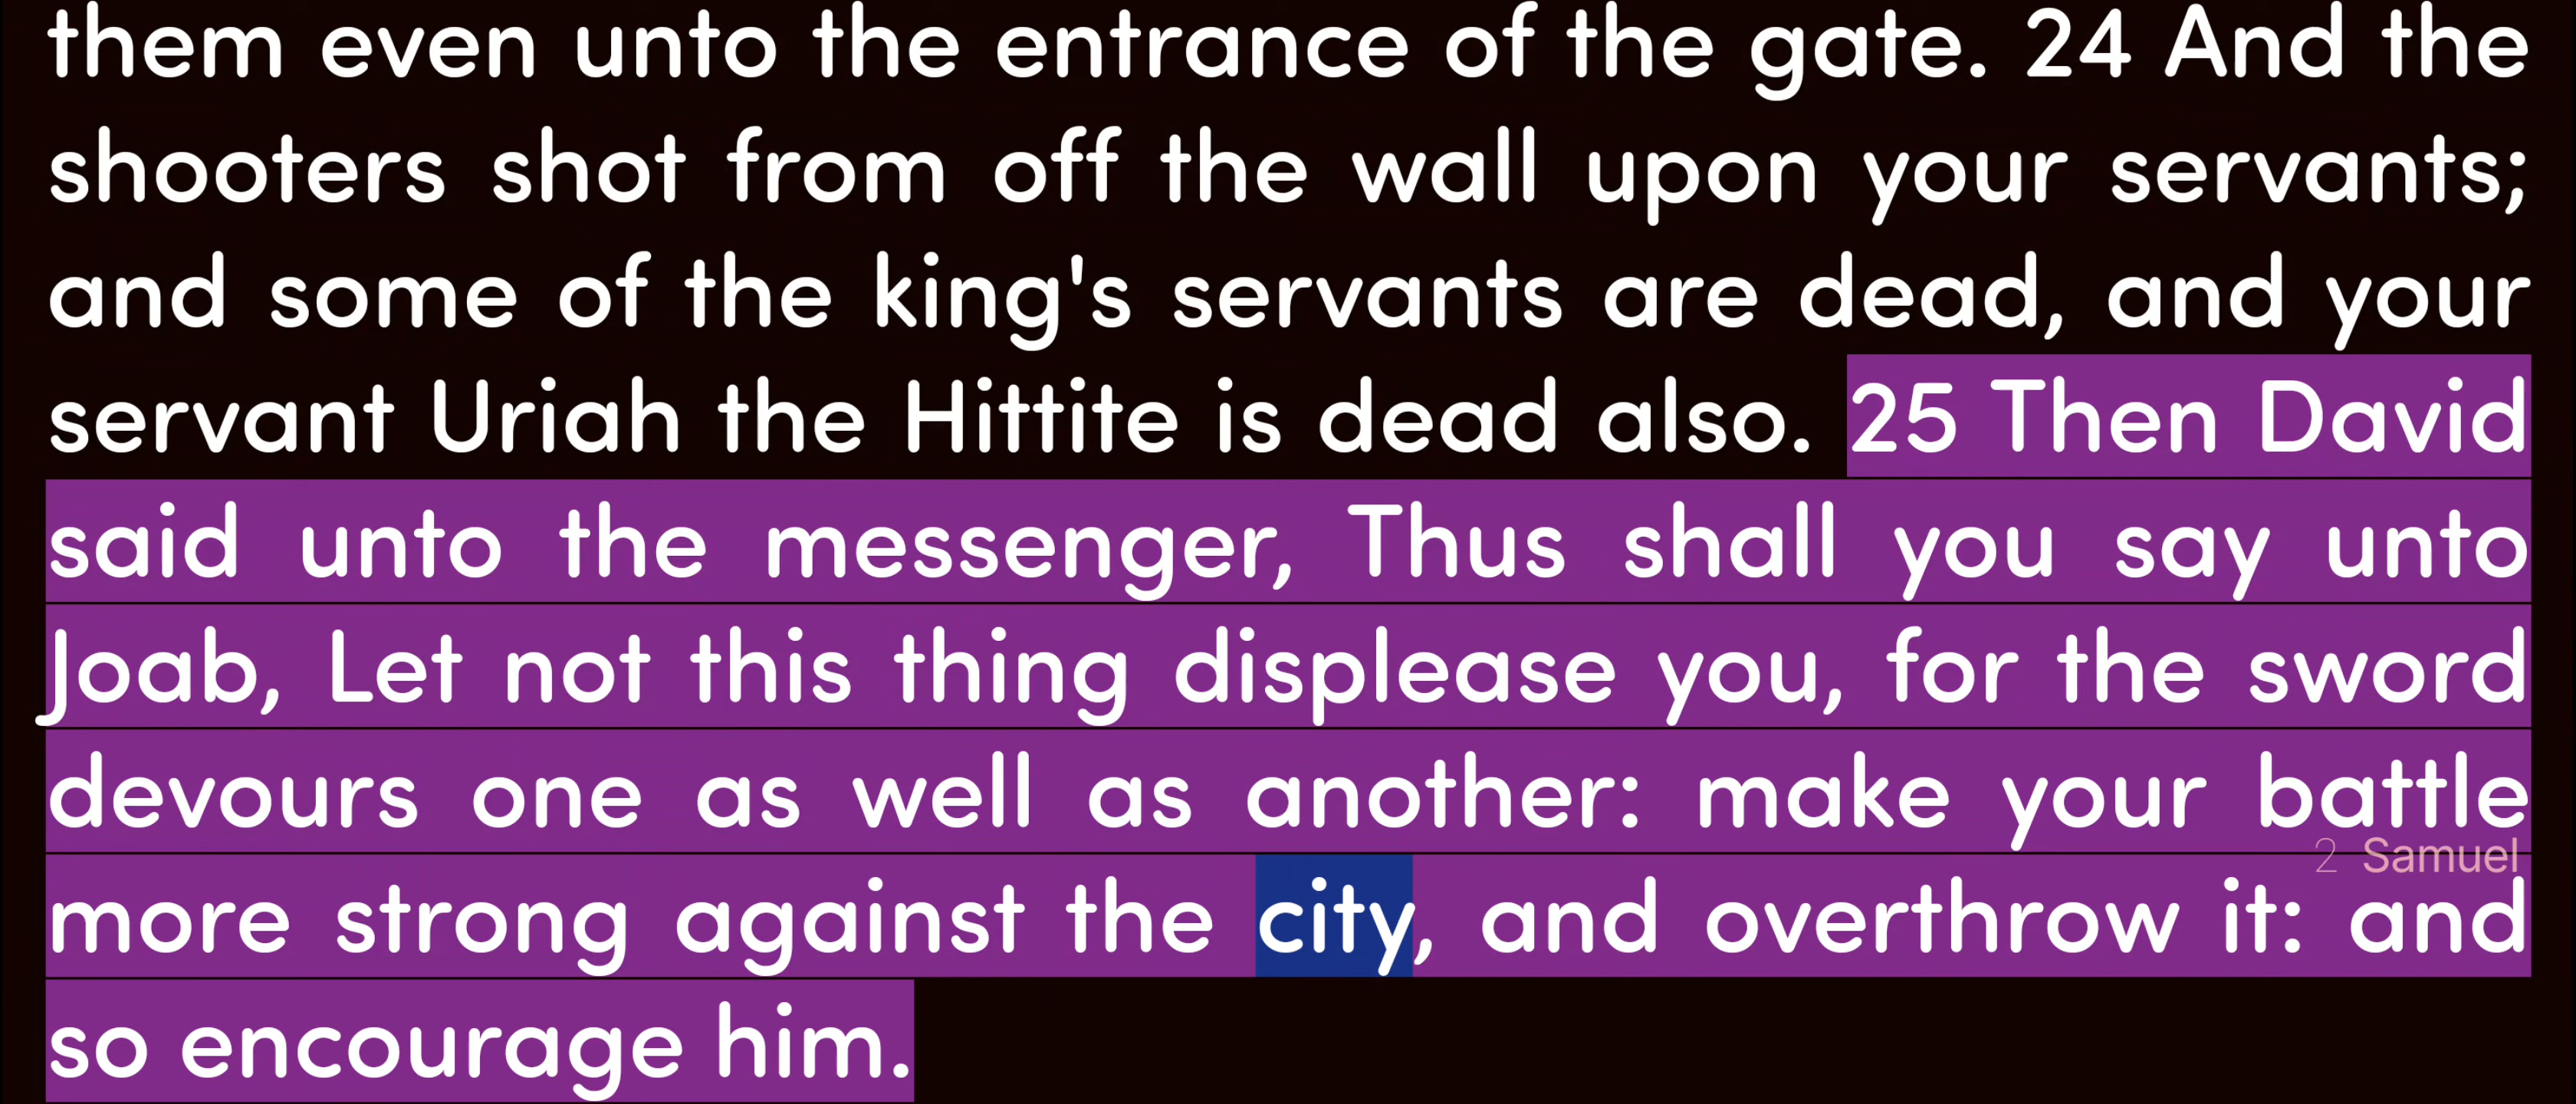 them even unto the entrance of the gate. 24 And the
shooters shot from off the wall upon your servants;
and some of the king's servants are dead, and your
servant Uriah the Hittite is dead also. 25 Then David
said unto the messenger, Thus shall you say unto
Joab, Let not this thing displease you, for the sword
devours one as well as another: make your battle
2 Samuel
more strong against the city, and overthrow it: and
so encourage him.